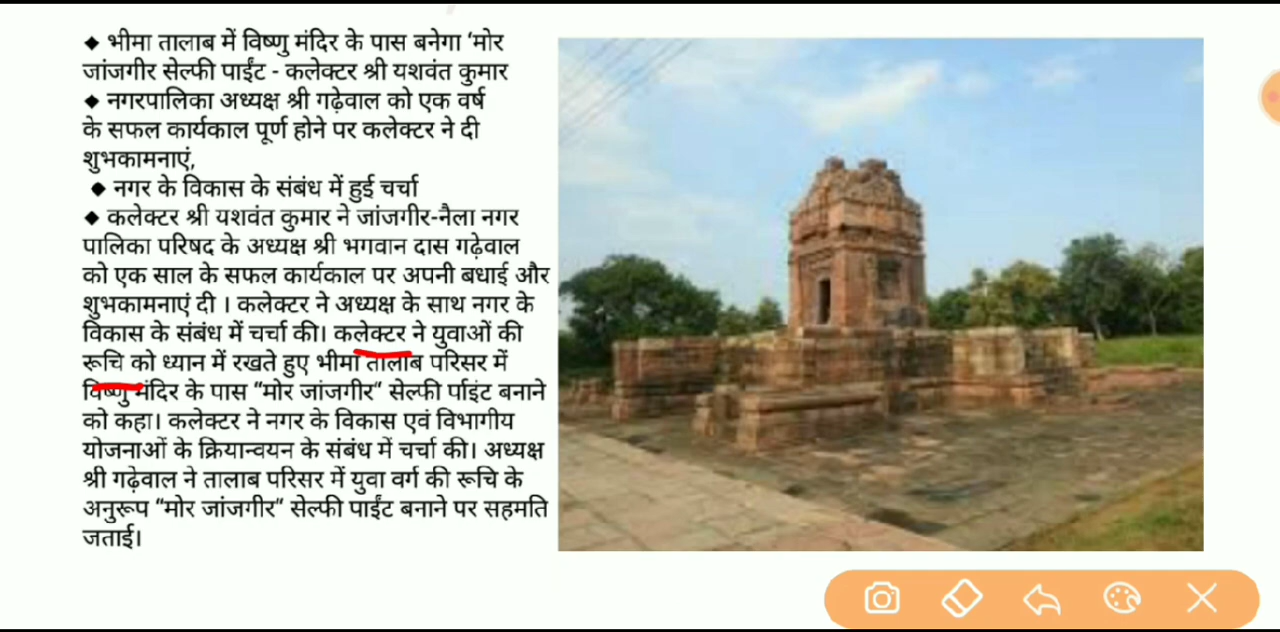 ◆ भीमा तालाब में विष्णु मंदिर के पास बनेगा ‘मोर
जांजगीर सेल्फी पाईंट - कलेक्टर श्री यशवंत कुमार
◆ नगरपालिका अध्यक्ष श्री गढ़ेवाल को एक वर्ष
के सफल कार्यकाल पूर्ण होने पर कलेक्टर ने दी
शुभकामनाएं,
◆ नगर के विकास के संबंध में हुई चर्चा
◆ कलेक्टर श्री यशवंत कुमार ने जांजगीर-नैला नगर
पालिका परिषद के अध्यक्ष श्री भगवान दास गढ़ेवाल
को एक साल के सफल कार्यकाल पर अपनी बधाई और
शुभकामनाएं दी । कलेक्टर ने अध्यक्ष के साथ नगर के
विकास के संबंध में चर्चा की। कलेक्टर ने युवाओं की
रूचि को ध्यान में रखते हुए भीमा तालाब परिसर में
विष्णु मंदिर के पास “मोर जांजगीर” सेल्फी पॉइंट बनाने
को कहा। कलेक्टर ने नगर के विकास एवं विभागीय
योजनाओं के क्रियान्वयन के संबंध में चर्चा की। अध्यक्ष
श्री गढ़ेवाल ने तालाब परिसर में युवा वर्ग की रूचि के
अनुरूप “मोर जांजगीर” सेल्फी पाईंट बनाने पर सहमति
जताई।